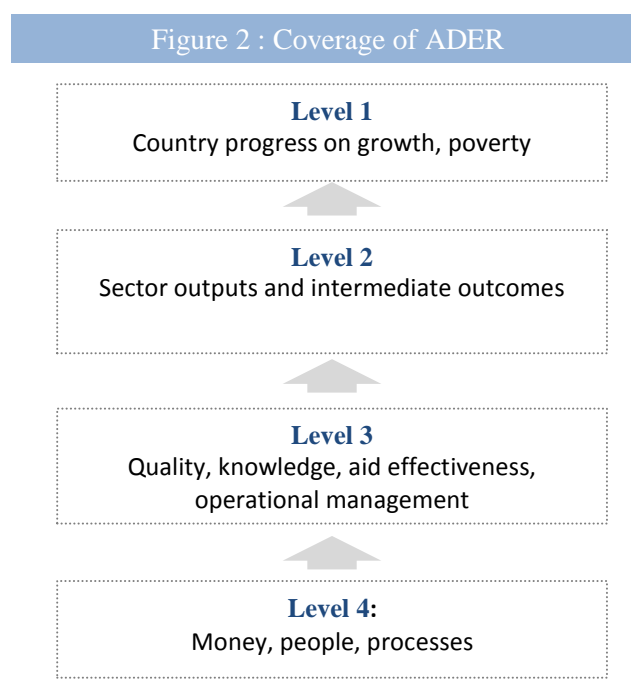 Figure 2 : Coverage of ADER
Level 1
Country progress on growth, poverty
Level 2
Sector outputs and intermediate outcomes
Level 3
Quality, knowledge, aid effectiveness,
operational management
Level 4:
Money, people, processes